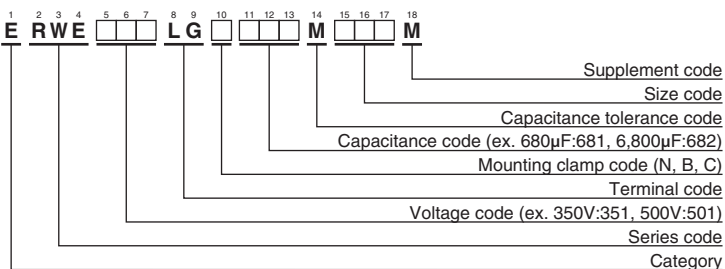 1 2 3 4 5 6 7 8 9 10 11 12 13 14 15 16 17 18
E RWE □□□ LG □ □□□ M □□□ M
Supplement code
Size code
Capacitance tolerance code
Capacitance code (ex. 680μF:681, 6,800μF:682)
Mounting clamp code (N, B, C)
Terminal code
Voltage code (ex. 350V:351, 500V:501)
Series code
Category